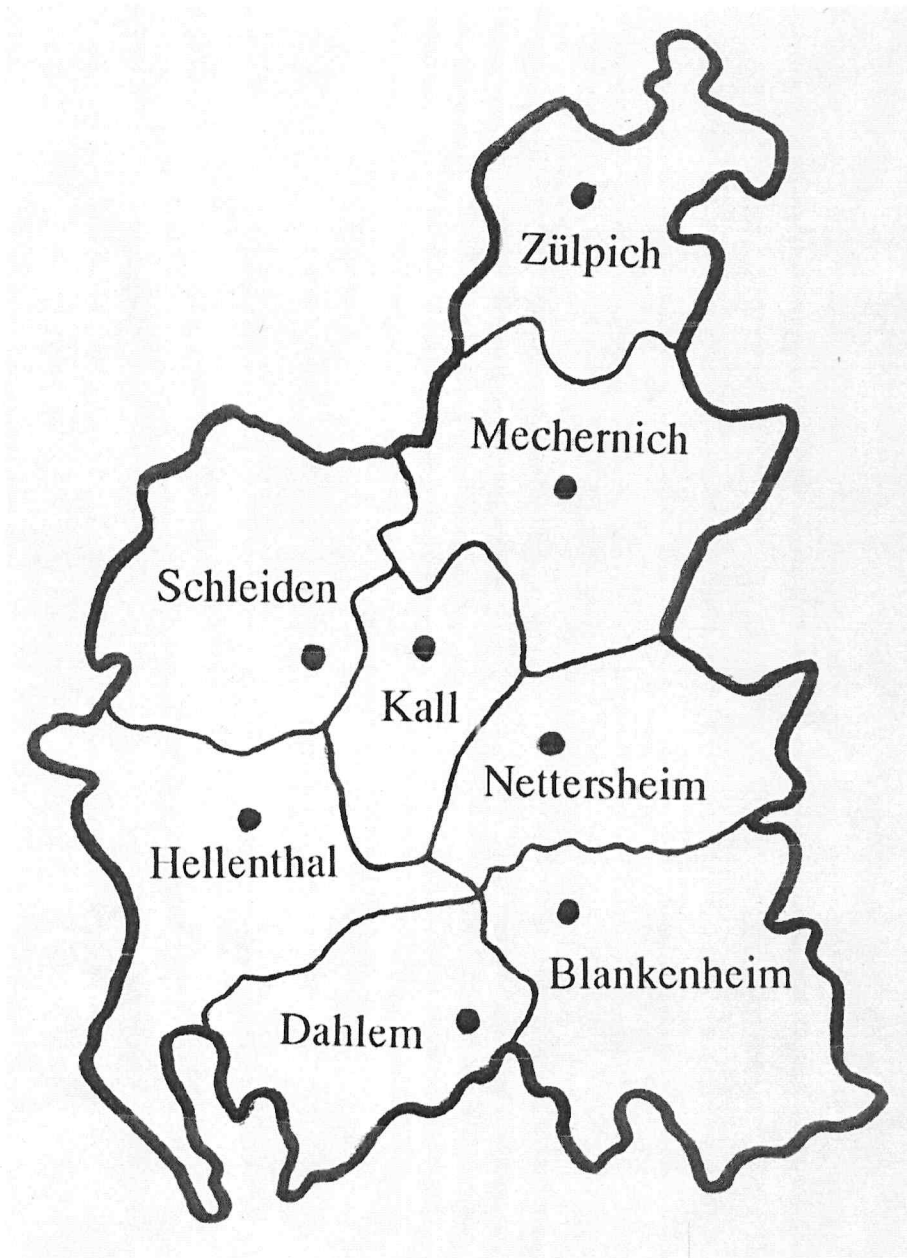 Zülpich
Mechernich
Schleiden
Kall
Nettersheim
Hellenthal
Blankenheim
Dahlem